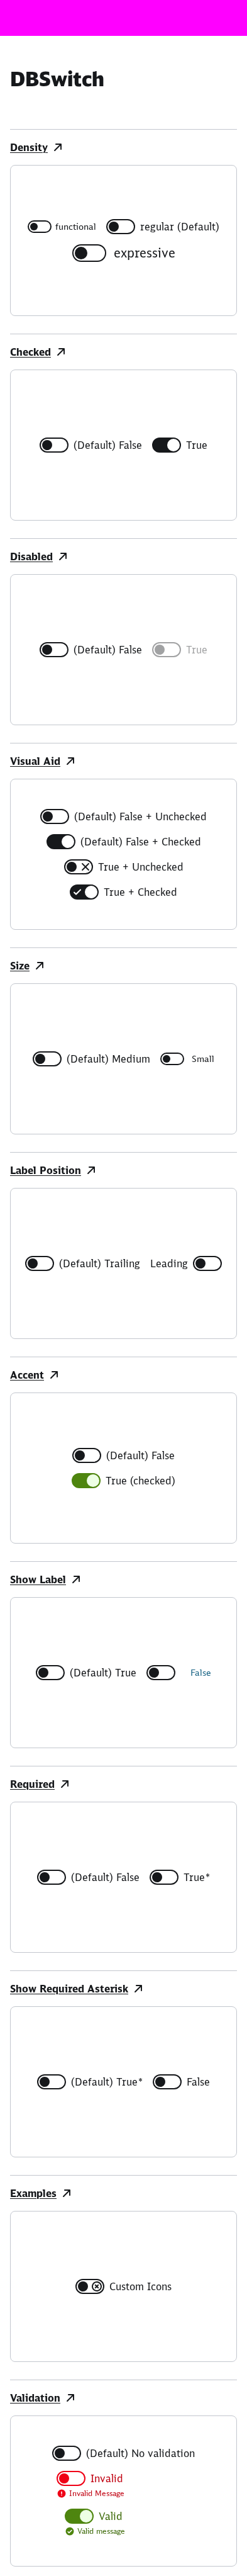 DBSwitch
Density
functional
regular (Default)
expressive
Checked
(Default) False
True
Disabled
(Default) False
True
Visual Aid
(Default) False + Unchecked
(Default) False + Checked
True + Unchecked
True + Checked
Size
(Default) Medium
Small
Label Position
(Default) Trailing
Leading
Accent
(Default) False
True (checked)
Show Label
(Default) True
False
Required
(Default) False
True*
Show Required Asterisk
(Default) True*
False
Examples
Custom Icons
Validation
(Default) No validation
Invalid
Invalid Message
Valid
Valid message